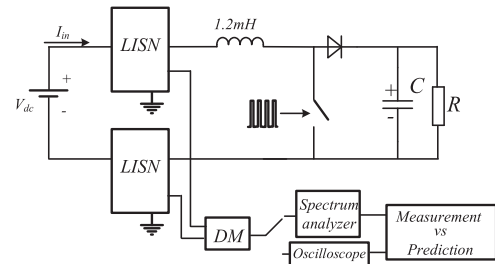 I_in
LISN
1.2mH
+
V_dc
-
+
C
-
R
LISN
DM
Spectrum
analyzer
Oscilloscope
Measurement
vs
Prediction